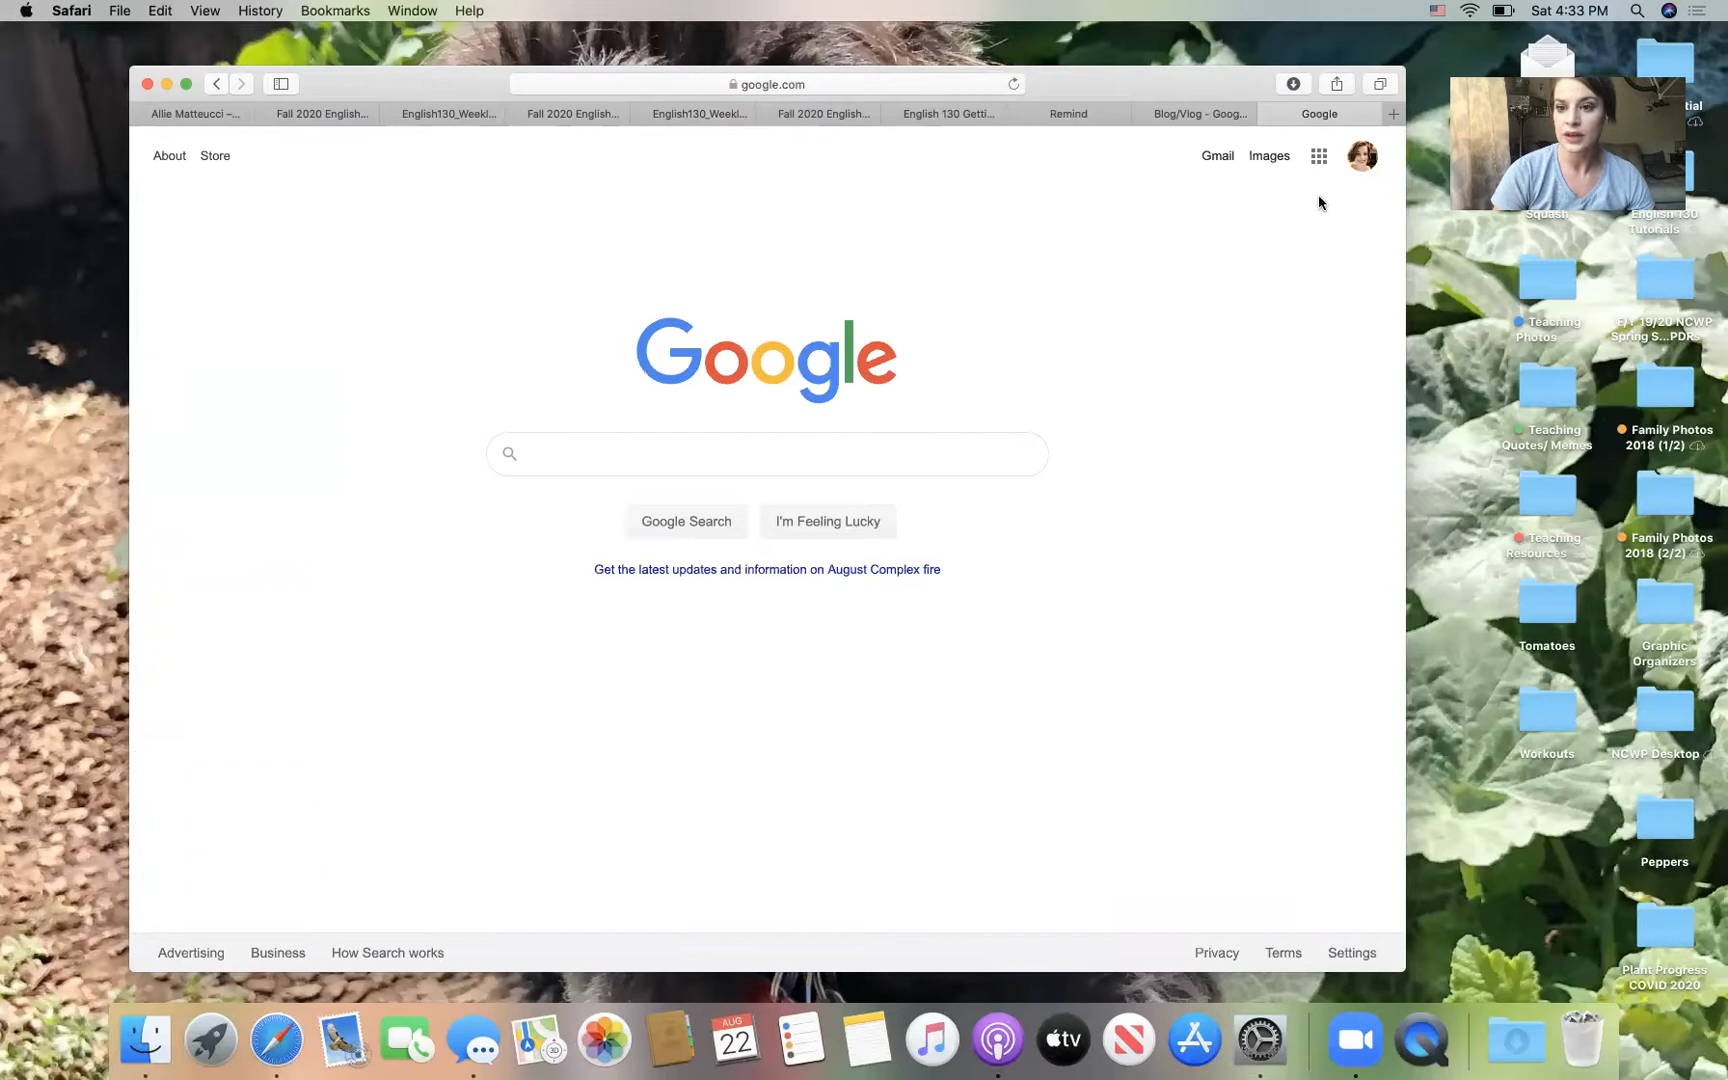 Safari File Edit View History Bookmarks Window Help
Sat 4:33 PM
google.com
Allie Matteucci –... Fall 2020 English... English130_Weekl... Fall 2020 English... English130_Weekl... Fall 2020 English... English 130 Getti... Remind Blog/Vlog - Goog... Google
About Store
Gmail Images
Google
Google Search I'm Feeling Lucky
Get the latest updates and information on August Complex fire
Advertising Business How Search works
Privacy Terms Settings
tial
Squash
English 130
Tutorials
Teaching
Photos
E/Y 19/20 NCWP
Spring S...PDRs
Teaching
Quotes/ Memes
Family Photos
2018 (1/2)
Teaching
Resources
Family Photos
2018 (2/2)
Tomatoes
Graphic
Organizers
Workouts
NCWP Desktop
Peppers
Plant Progress
COVID 2020
3D
AUG
22
tv